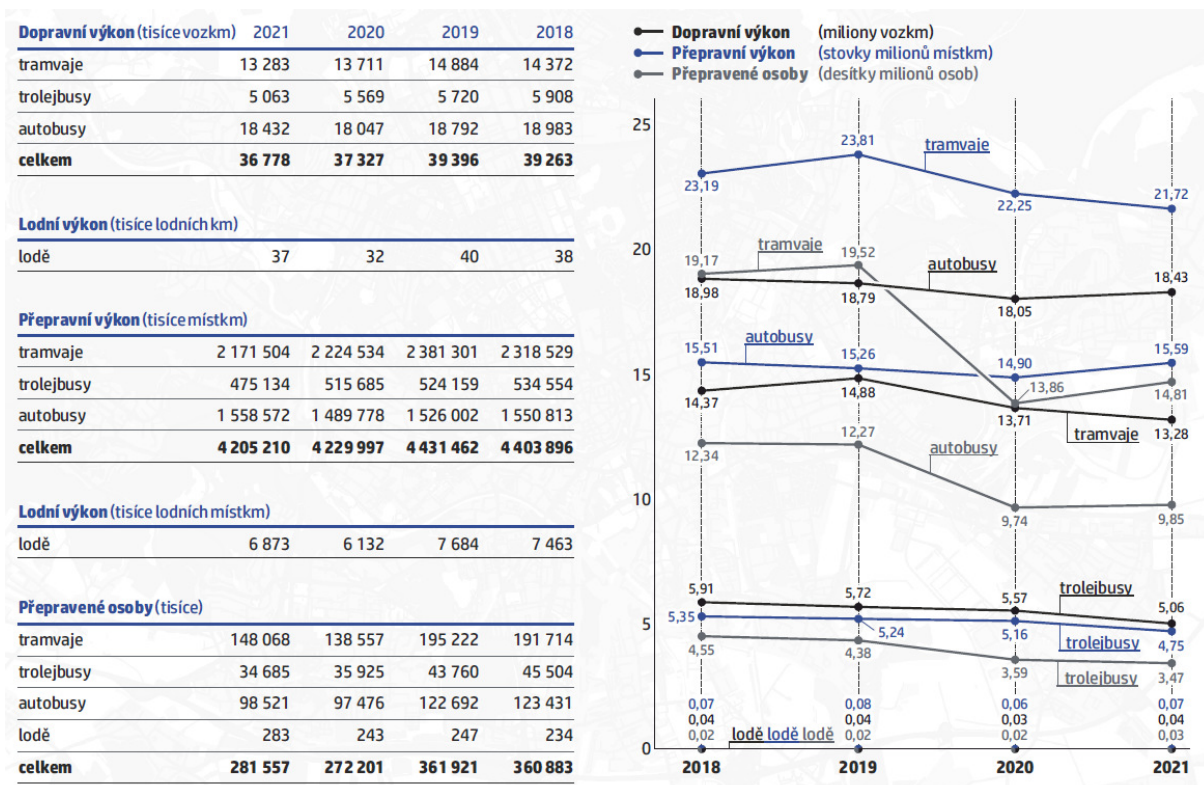 Dopravní výkon (tisíce vozkm) 2021 2020 2019 2018
tramvaje 13 283 13 711 14 884 14 372
trolejbusy 5 063 5 569 5 720 5 908
autobusy 18 432 18 047 18 792 18 983
celkem 36 778 37 327 39 396 39 263
Lodní výkon (tisíce lodních km)
lodě 37 32 40 38
Přepravní výkon (tisíce místkm)
tramvaje 2 171 504 2 224 534 2 381 301 2 318 529
trolejbusy 475 134 515 685 524 159 534 554
autobusy 1 558 572 1 489 778 1 526 002 1 550 813
celkem 4 205 210 4 229 997 4 431 462 4 403 896
Lodní výkon (tisíce lodních místkm)
lodě 6 873 6 132 7 684 7 463
Přepravené osoby (tisíce)
tramvaje 148 068 138 557 195 222 191 714
trolejbusy 34 685 35 925 43 760 45 504
autobusy 98 521 97 476 122 692 123 431
lodě 283 243 247 234
celkem 281 557 272 201 361 921 360 883
Dopravní výkon (miliony vozkm)
Přepravní výkon (stovky milionů místkm)
Přepravené osoby (desítky milionů osob)
25
23,81
tramvaje
23,19
22,25
21,72
20
19,17
tramvaje
19,52
autobusy
18,43
18,98
18,79
18,05
15,51
autobusy
15,26
14,90
15,59
15
14,37
14,88
13,86
14,81
13,71
tramvaje
13,28
12,34
12,27
autobusy
10
9,74
9,85
5,91
5,72
5,57
trolejbusy
5,06
5
5,35
5,24
5,16
trolejbusy
4,75
4,55
4,38
3,59
trolejbusy
3,47
0,07 0,08 0,06 0,07
0,04 0,04 0,03 0,04
0,02 lodě lodě lodě 0,02 0,02 0,03
0
2018 2019 2020 2021